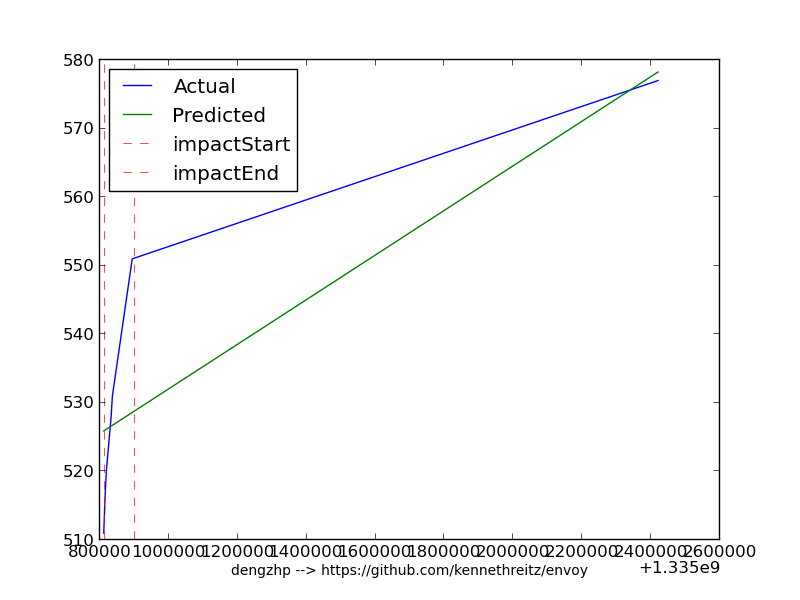 580
570
560
550
540
530
520
510
Actual
Predicted
impactStart
impactEnd
800000 1000000 1200000 1400000 1600000 1800000 2000000 2200000 2400000 2600000
+1.335e9
dengzhp --> https://github.com/kennethreitz/envoy